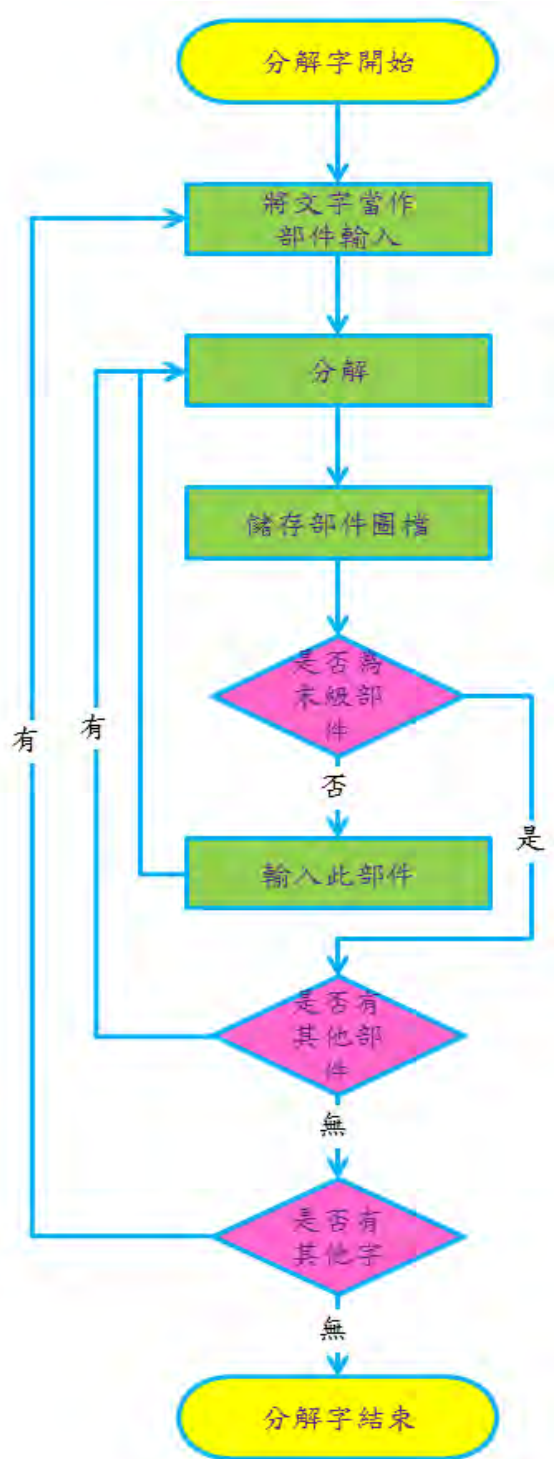 分解字開始
將文字當作
部件輸入
分解
儲存部件圖檔
是否為
末級部
件
有
有
否
是
輸入此部件
是否有
其他部
件
無
是否有
其他字
無
分解字結束